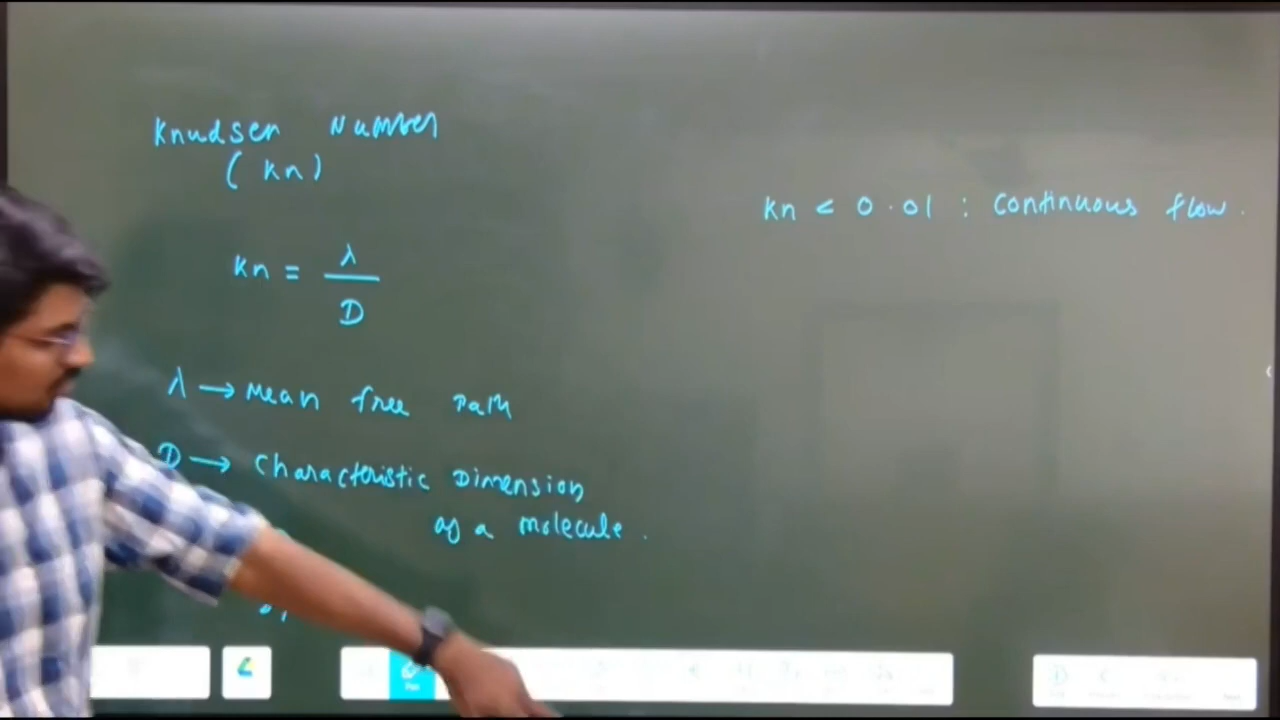 Knudsen Number
(Kn)
Kn < 0.01 : Continuous flow.
Kn = λ / D
λ → Mean free Path
D → Characteristic Dimension
of a molecule.